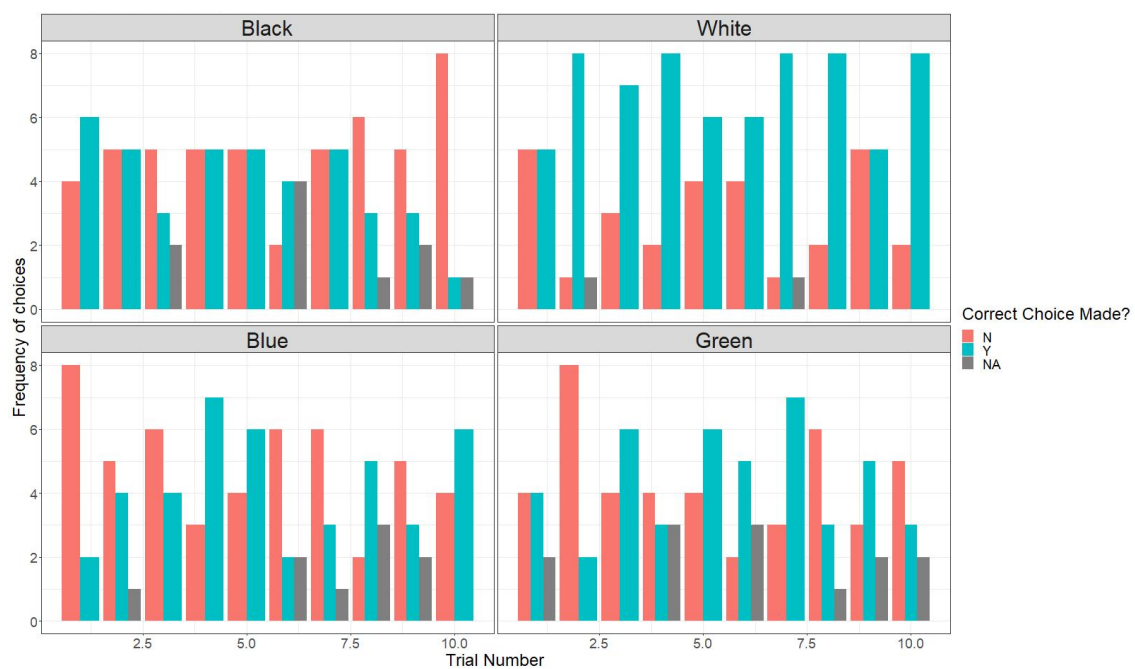 Black
White
8
6
4
2
0
Blue
Green
8
6
4
2
0
2.5
5.0
7.5
10.0
2.5
5.0
7.5
10.0
Frequency of choices
Trial Number
Correct Choice Made?
N
Y
NA